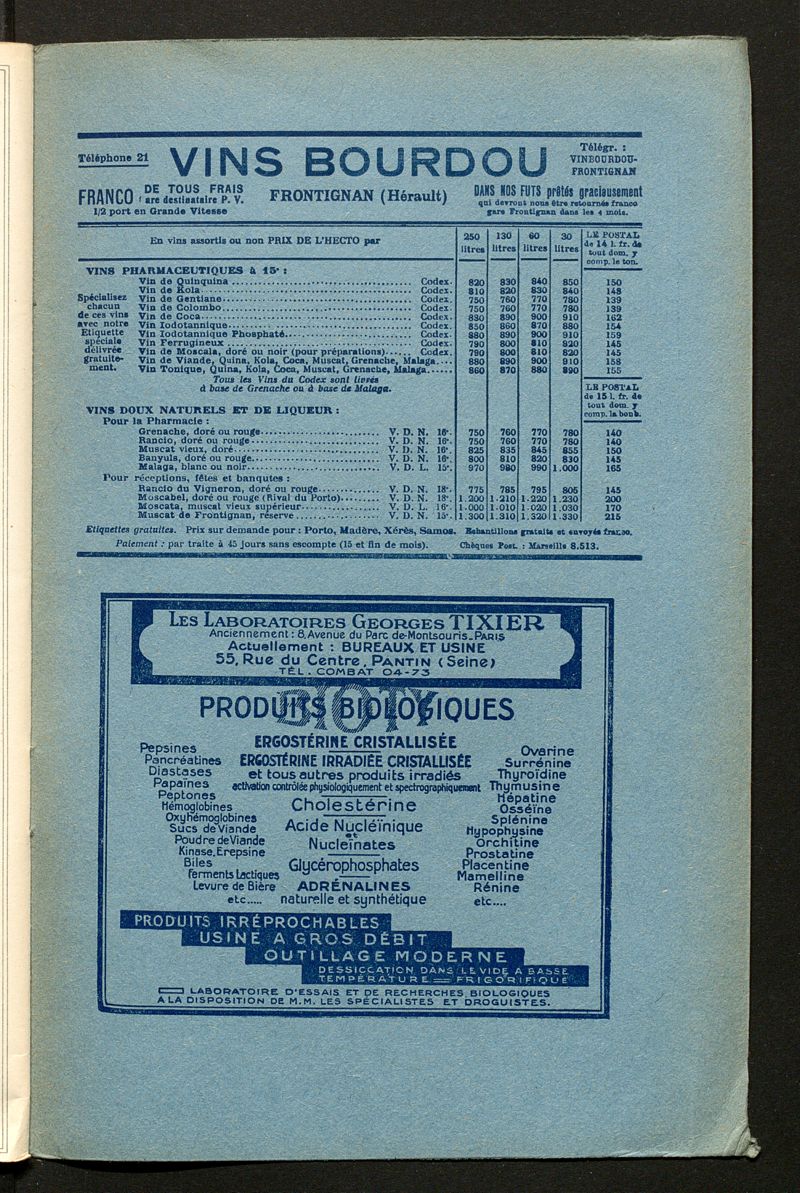 Téléphone 21
VINS BOURDOU
Télégr. :
VINBOURDOU-
FRONTIGNAN
FRANCO DE TOUS FRAIS
gare destinataire P. V.
1/2 port en Grande Vitesse
FRONTIGNAN (Hérault)
DANS NOS FUTS prêtés gracieusement
qui devront nous être retournés franco
gare Frontignan dans les 4 mois.
En vins assortis ou non PRIX DE L'HECTO par 250 litres 130 litres 60 litres 30 litres
LE POSTAL
de 14 l. fr. de
tout dom. y
comp. le ton.
VINS PHARMACEUTIQUES à 15° :
Spécialisez
chacun
de ces vins
avec notre
Etiquette
spéciale
délivrée
gratuite-
ment.
Vin de Quinquina Codex. 820 830 840 850 150
Vin de Kola Codex. 810 820 830 840 148
Vin de Gentiane Codex. 750 760 770 780 139
Vin de Colombo Codex. 750 760 770 780 139
Vin de Coca Codex. 880 890 900 910 162
Vin Iodotannique Codex. 850 860 870 880 154
Vin Iodotannique Phosphaté Codex. 880 890 900 910 159
Vin Ferrugineux Codex. 790 800 810 820 145
Vin de Moscala, doré ou noir (pour préparations) Codex. 790 800 810 820 145
Vin de Viande, Quina, Kola, Coca, Muscat, Grenache, Malaga 880 890 900 910 158
Vin Tonique, Quina, Kola, Coca, Muscat, Grenache, Malaga 860 870 880 890 155
Tous les Vins du Codex sont livrés
à base de Grenache ou à base de Malaga.
LE POSTAL
de 15 l. fr. de
tout dom. y
comp. la bonb.
VINS DOUX NATURELS ET DE LIQUEUR :
Pour la Pharmacie :
Grenache, doré ou rouge V. D. N. 16°. 750 760 770 780 140
Rancio, doré ou rouge V. D. N. 16°. 750 760 770 780 140
Muscat vieux, doré V. D. N. 16°. 825 835 845 855 150
Banyuls, doré ou rouge V. D. N. 16°. 800 810 820 830 145
Malaga, blanc ou noir V. D. L. 15°. 970 980 990 1.000 165
Pour réceptions, fêtes et banqutes :
Rancio du Vigneron, doré ou rouge V. D. N. 18°. 775 785 795 805 145
Moscabel, doré ou rouge (Rival du Porto) V. D. N. 18°. 1.200 1.210 1.220 1.230 200
Moscata, muscat vieux supérieur V. D. L. 16°. 1.000 1.010 1.020 1.030 170
Muscat de Frontignan, réserve V. D. N. 15°. 1.300 1.310 1.320 1.330 215
Etiquettes gratuites. Prix sur demande pour : Porto, Madère, Xérès, Samos. Echantillons gratuits et envoyés franco.
Paiement : par traite à 45 jours sans escompte (15 et fin de mois). Chèques Post. : Marseille 8.513.
LES LABORATOIRES GEORGES TIXIER
Anciennement : 8, Avenue du Parc de Montsouris_PARIS
Actuellement : BUREAUX ET USINE
55, Rue du Centre, PANTIN (Seine)
TÉL. COMBAT 04-73
BIOTY
PRODUITS BIOLOGIQUES
Pepsines
Pancréatines
Diastases
Papaïnes
Peptones
Hémoglobines
Oxyhémoglobines
Sucs de Viande
Poudre de Viande
Kinase, Erepsine
Biles
Ferments Lactiques
Levure de Bière
etc.....
ERGOSTÉRINE CRISTALLISÉE
ERGOSTÉRINE IRRADIÉE CRISTALLISÉE
et tous autres produits irradiés
activation contrôlée physiologiquement et spectrographiquement
Cholestérine
Acide Nucléïnique
et
Nucleïnates
Glycérophosphates
ADRÉNALINES
naturelle et synthétique
Ovarine
Surrénine
Thyroïdine
Thymusine
Hépatine
Osséïne
Splénine
Hypophysine
Orchitine
Prostatine
Placentine
Mamelline
Rénine
etc....
PRODUITS IRRÉPROCHABLES
USINE A GROS DÉBIT
OUTILLAGE MODERNE
DESSICCATION DANS LE VIDE A BASSE
TEMPÉRATURE = FRIGORIFIQUE
LABORATOIRE D'ESSAIS ET DE RECHERCHES BIOLOGIQUES
A LA DISPOSITION DE M.M. LES SPÉCIALISTES ET DROGUISTES.